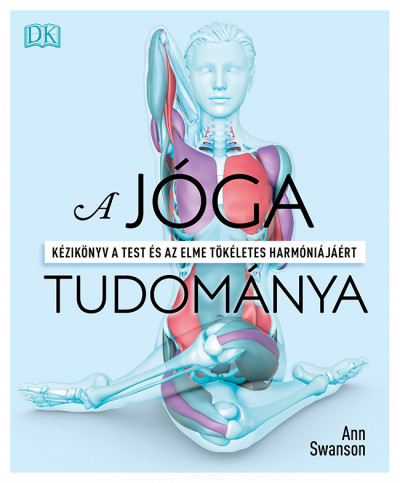 DK
A JÓGA
KÉZIKÖNYV A TEST ÉS AZ ELME TÖKÉLETES HARMÓNIÁJÁÉRT
TUDOMÁNYA
Ann
Swanson